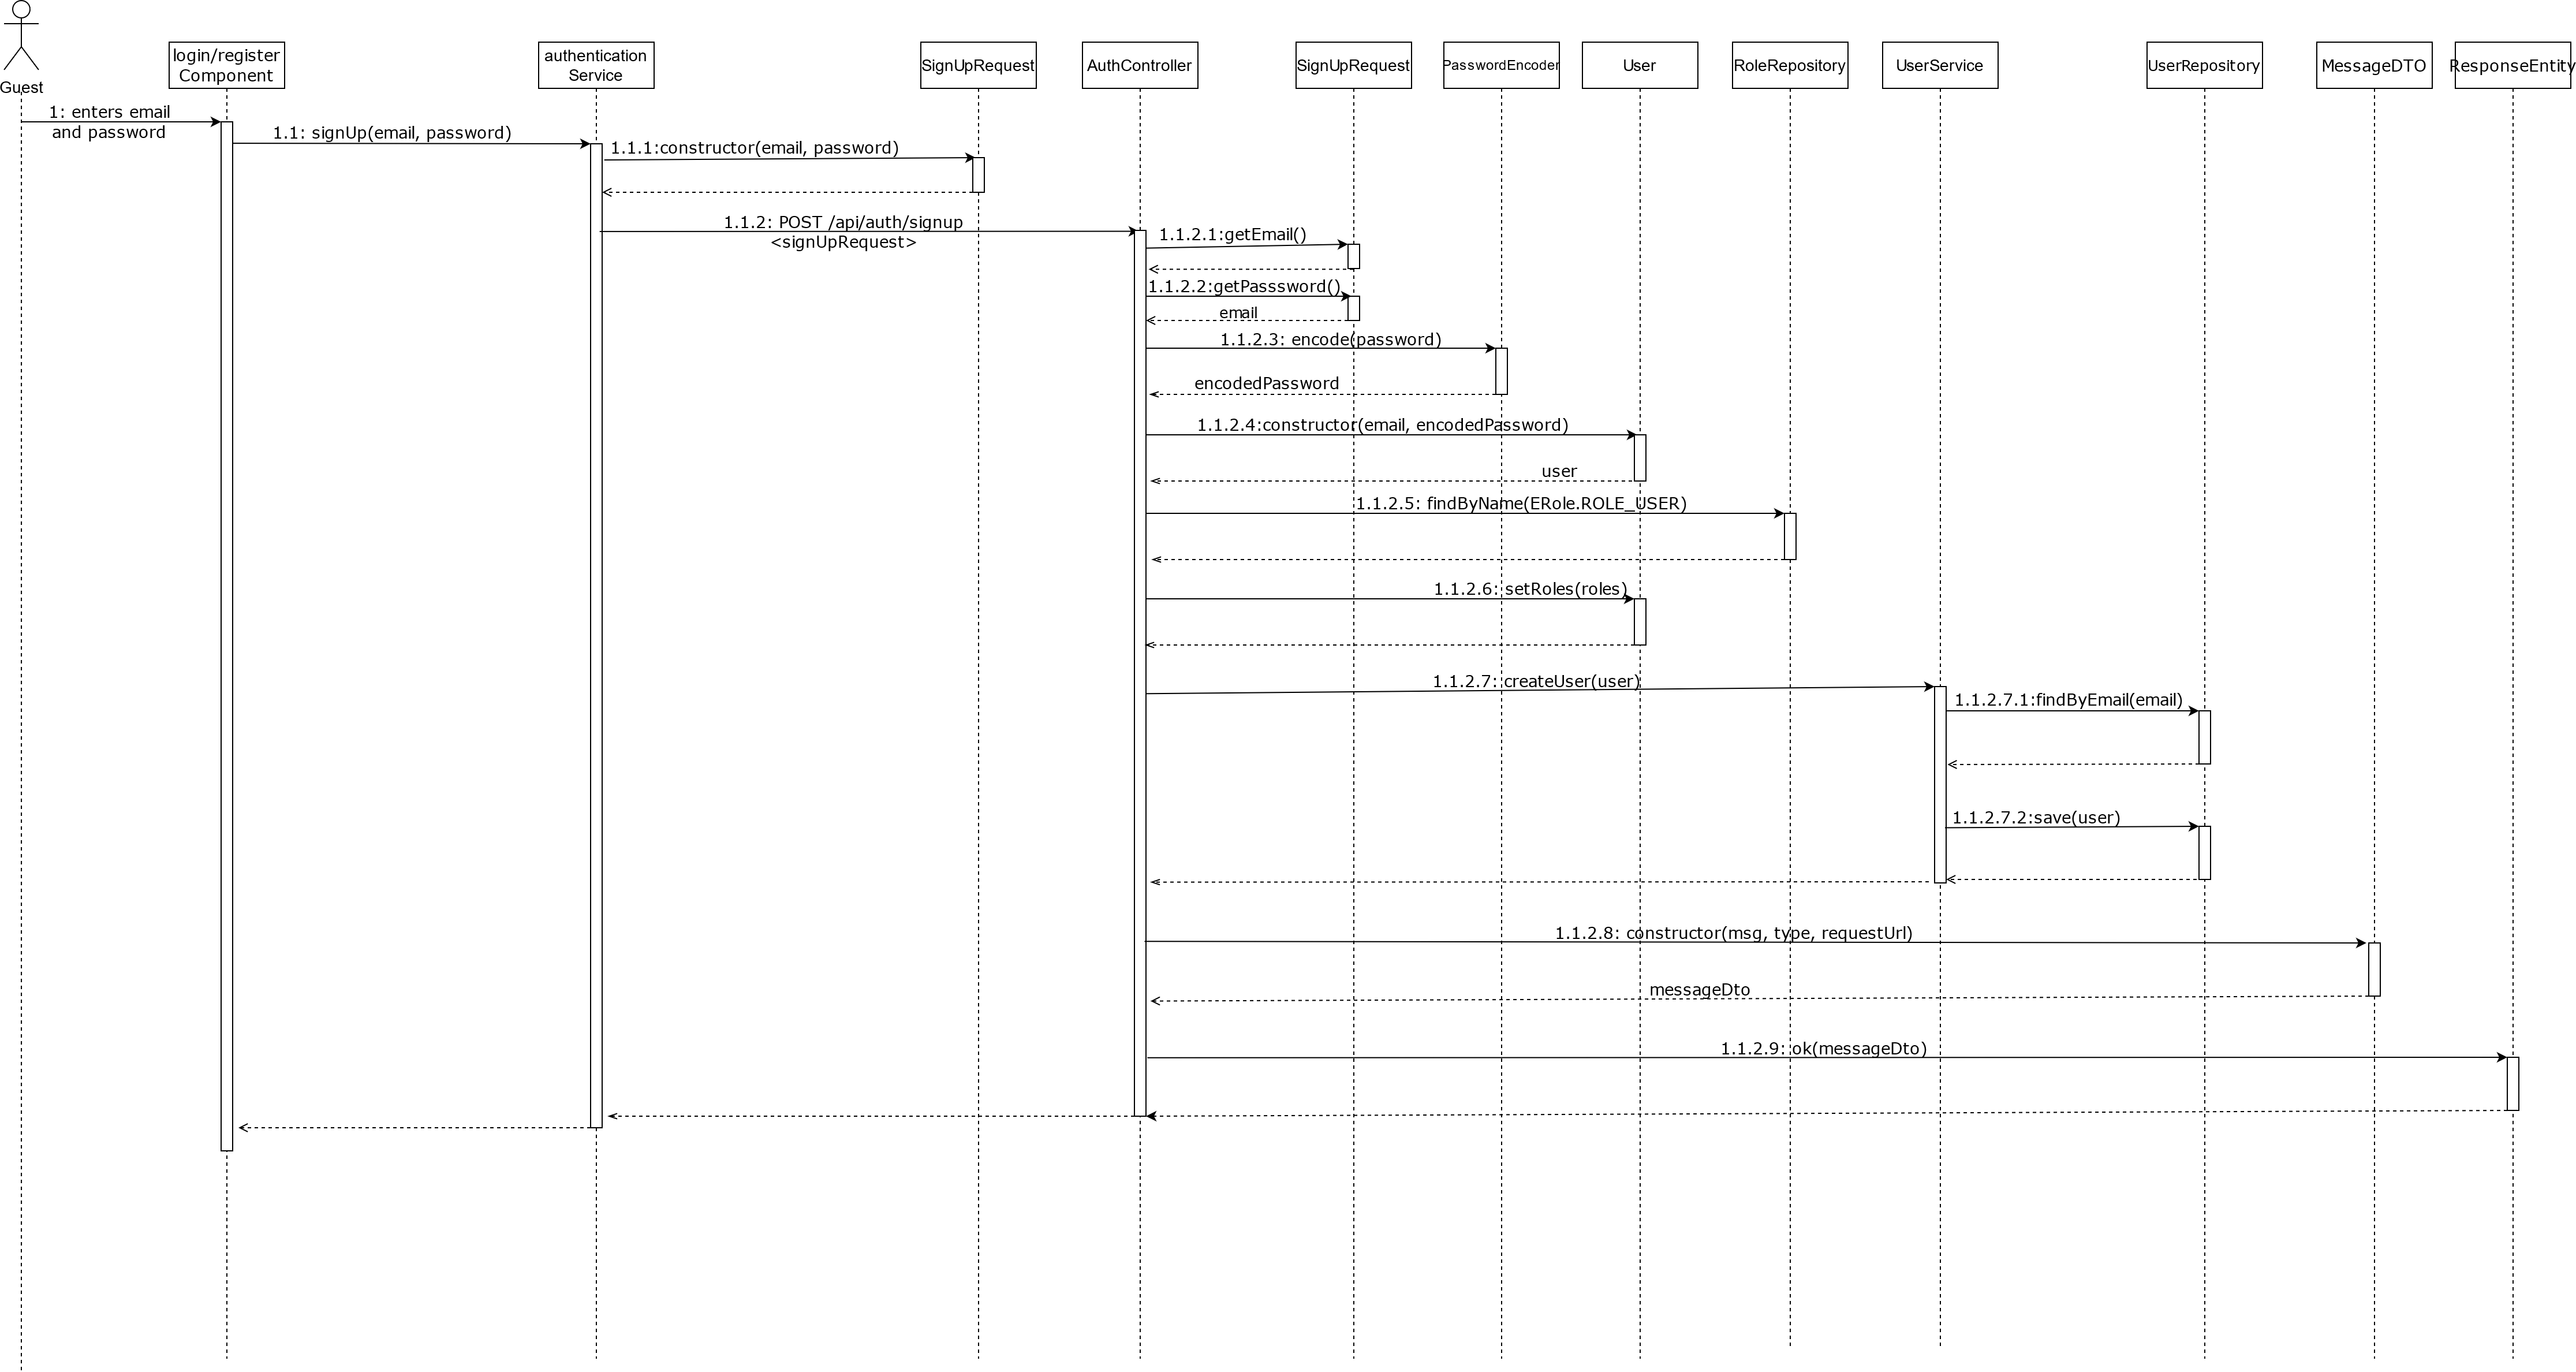 Guest
login/register
Component
authentication
Service
SignUpRequest
AuthController
SignUpRequest
PasswordEncoder
User
RoleRepository
UserService
UserRepository
MessageDTO
ResponseEntity
1: enters email
and password
1.1: signUp(email, password)
1.1.1:constructor(email, password)
1.1.2: POST /api/auth/signup
<signUpRequest>
1.1.2.1:getEmail()
1.1.2.2:getPasssword()
email
1.1.2.3: encode(password)
encodedPassword
1.1.2.4:constructor(email, encodedPassword)
user
1.1.2.5: findByName(ERole.ROLE_USER)
1.1.2.6: setRoles(roles)
1.1.2.7: createUser(user)
1.1.2.7.1:findByEmail(email)
1.1.2.7.2:save(user)
1.1.2.8: constructor(msg, type, requestUrl)
messageDto
1.1.2.9: ok(messageDto)